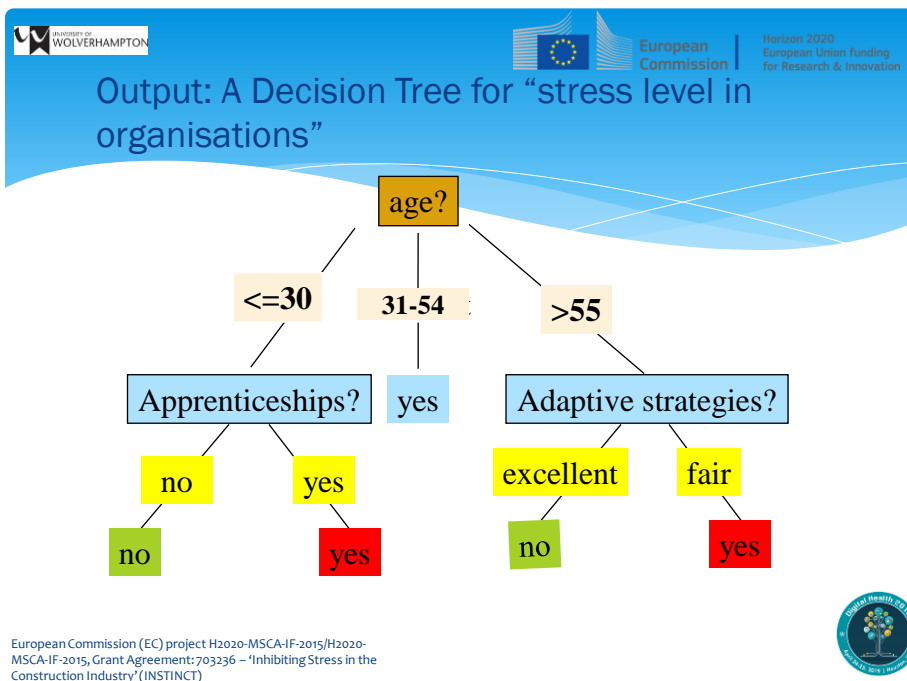 UNIVERSITY OF
WOLVERHAMPTON
European
Commission
Horizon 2020
European Union funding
for Research & Innovation
Output: A Decision Tree for “stress level in
organisations”
age?
<=30
31-54
>55
Apprenticeships?
yes
Adaptive strategies?
no
yes
excellent
fair
no
yes
no
yes
European Commission (EC) project H2020-MSCA-IF-2015/H2020-
MSCA-IF-2015, Grant Agreement: 703236 – ‘Inhibiting Stress in the
Construction Industry’ (INSTINCT)